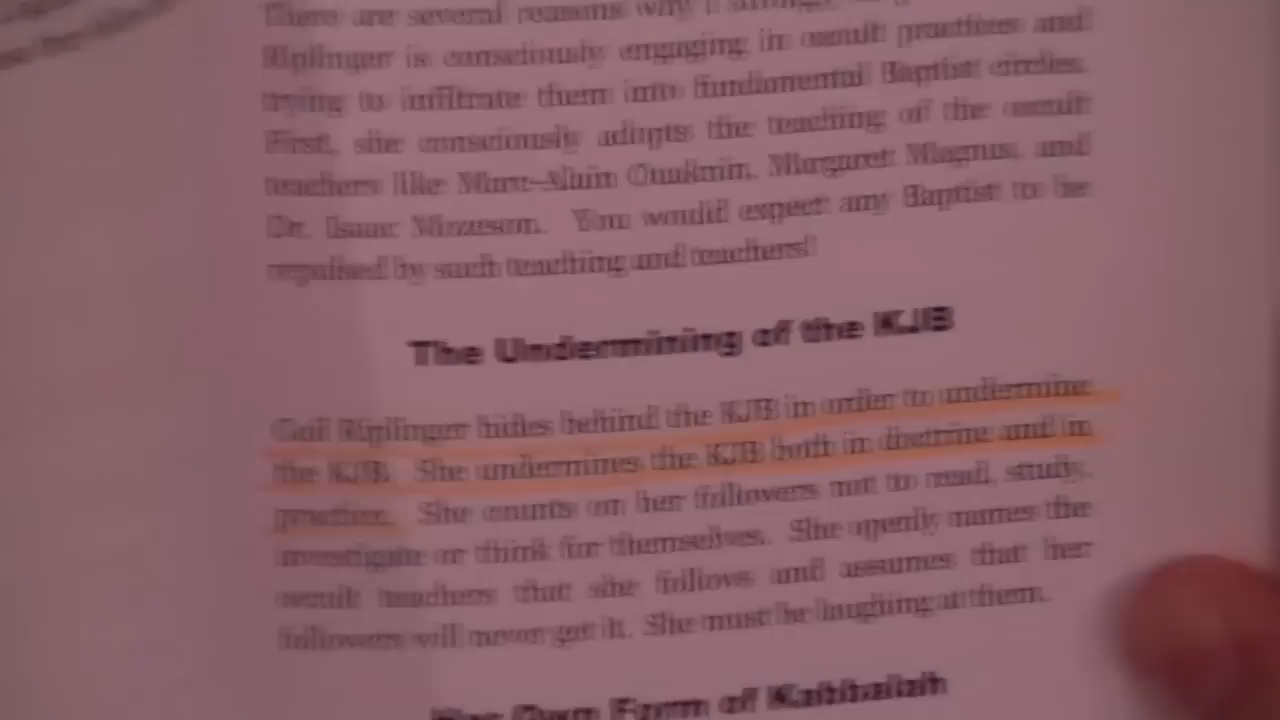 There are several reasons why I strongly
Riplinger is consciously engaging in occult practices and
trying to infiltrate them into fundamental Baptist circles.
First, she consciously adopts the teaching of the occult
teachers like Marc-Alain Ouaknin, Margaret Magnus, and
Dr. Isaac Mozeson. You would expect any Baptist to be
repulsed by such teaching and teachers!
The Undermining of the KJB
Gail Riplinger hides behind the KJB in order to undermine
the KJB. She undermines the KJB both in doctrine and in
practice. She counts on her followers not to read, study,
investigate or think for themselves. She openly names the
occult teachers that she follows and assumes that her
followers will never get it. She must be laughing at them.
Her Own Form of Kabbalah